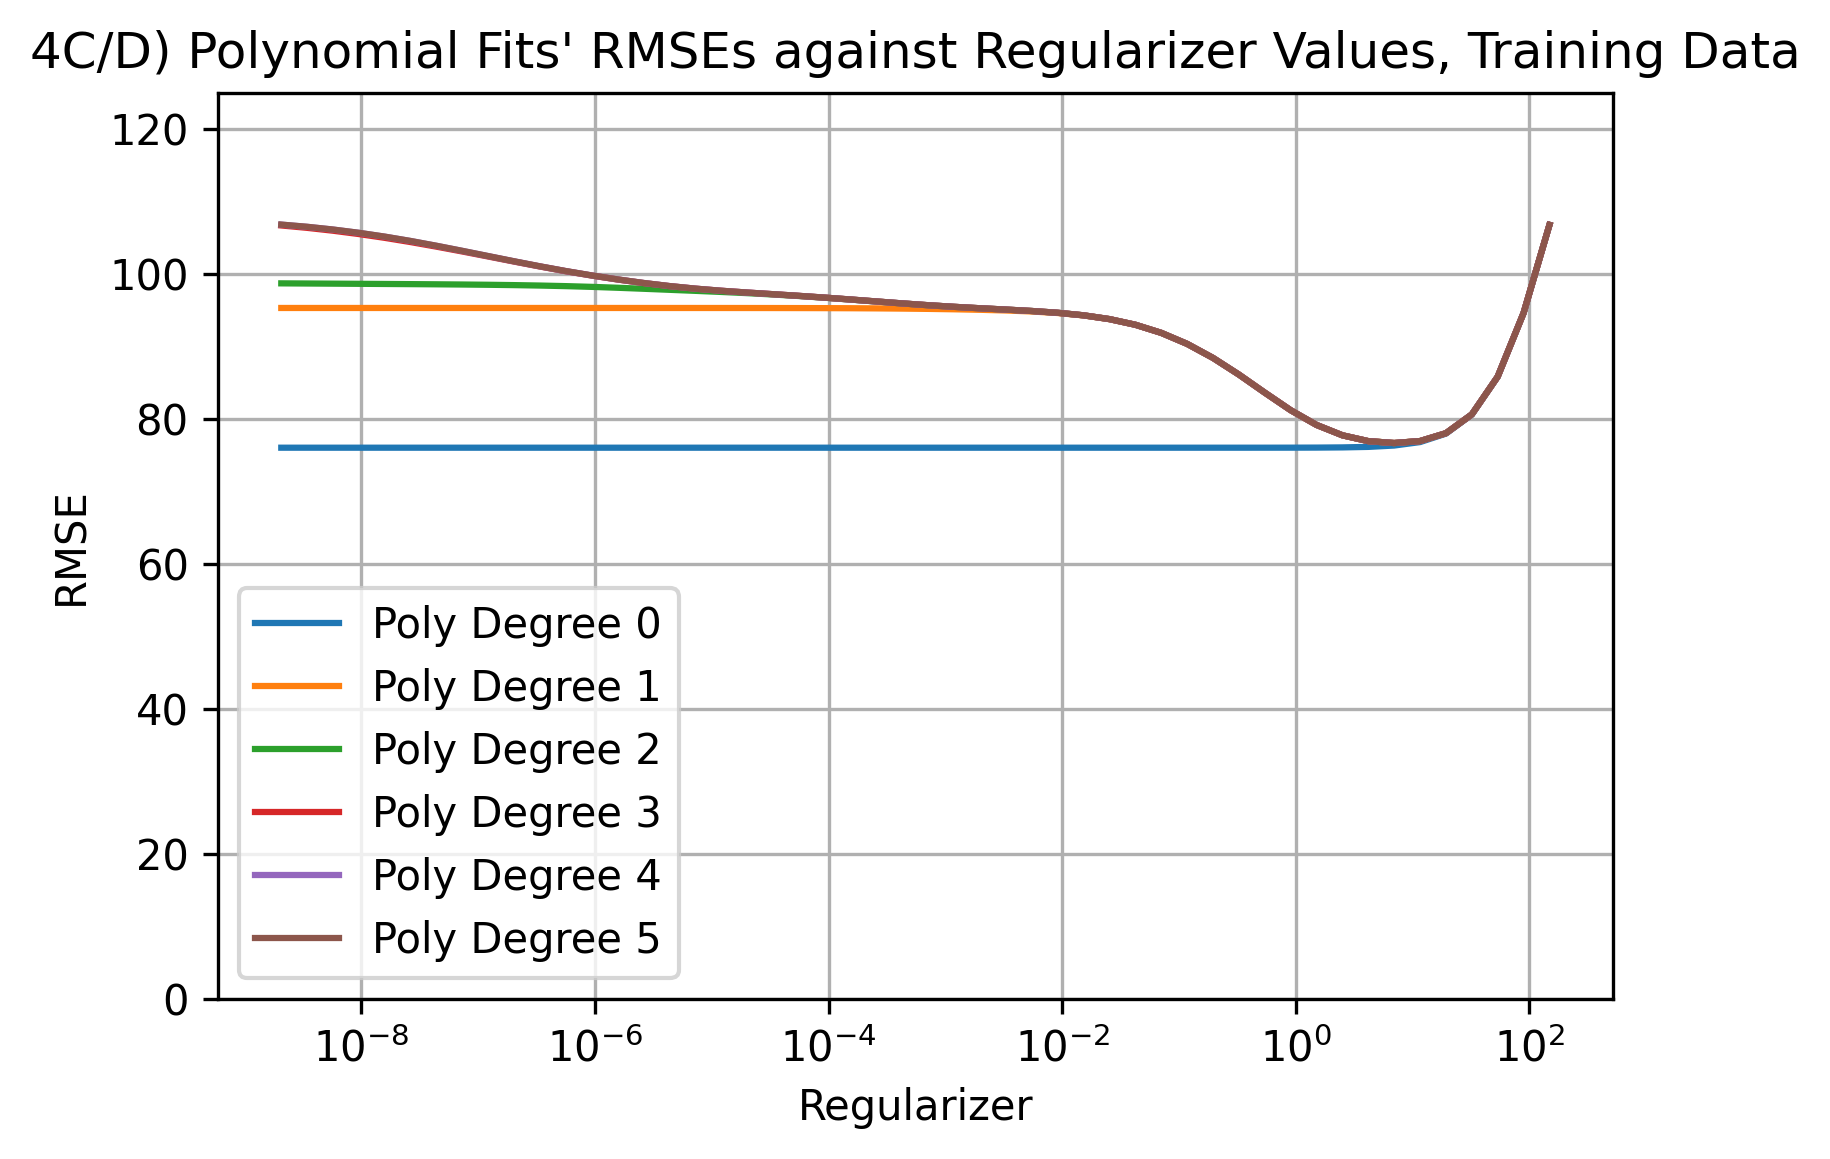 4C/D) Polynomial Fits' RMSEs against Regularizer Values, Training Data
120
100
80
60
40
20
0
RMSE
Poly Degree 0
Poly Degree 1
Poly Degree 2
Poly Degree 3
Poly Degree 4
Poly Degree 5
10⁻⁸ 10⁻⁶ 10⁻⁴ 10⁻² 10⁰ 10²
Regularizer